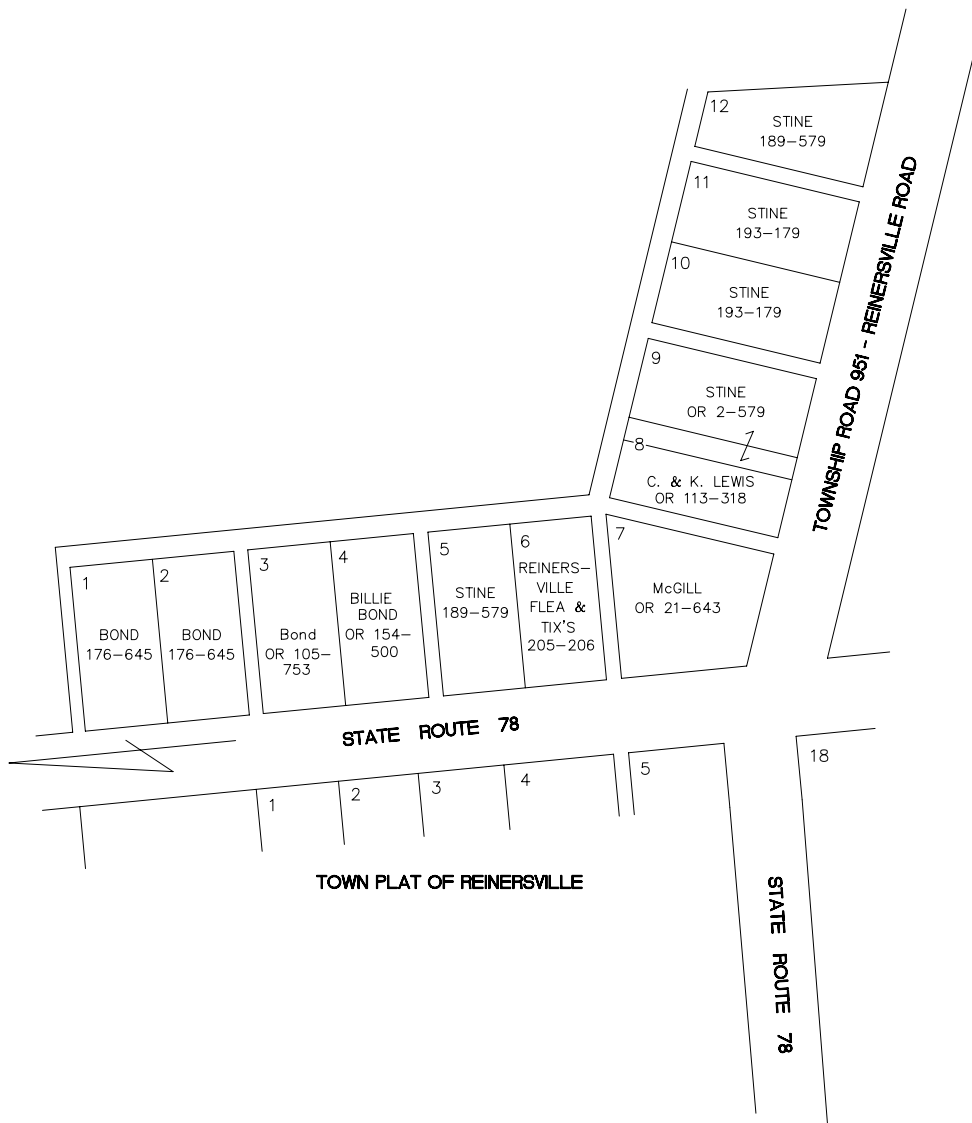 12
STINE
189-579
11
STINE
193-179
10
STINE
193-179
9
STINE
OR 2-579
8
C. & K. LEWIS
OR 113-318
TOWNSHIP ROAD 951 - REINERSVILLE ROAD
1
BOND
176-645
2
BOND
176-645
3
Bond
OR 105-
753
4
BILLIE
BOND
OR 154-
500
5
STINE
189-579
6
REINERS-
VILLE
FLEA &
TIX'S
205-206
7
McGILL
OR 21-643
STATE ROUTE 78
1
2
3
4
5
18
TOWN PLAT OF REINERSVILLE
STATE ROUTE 78